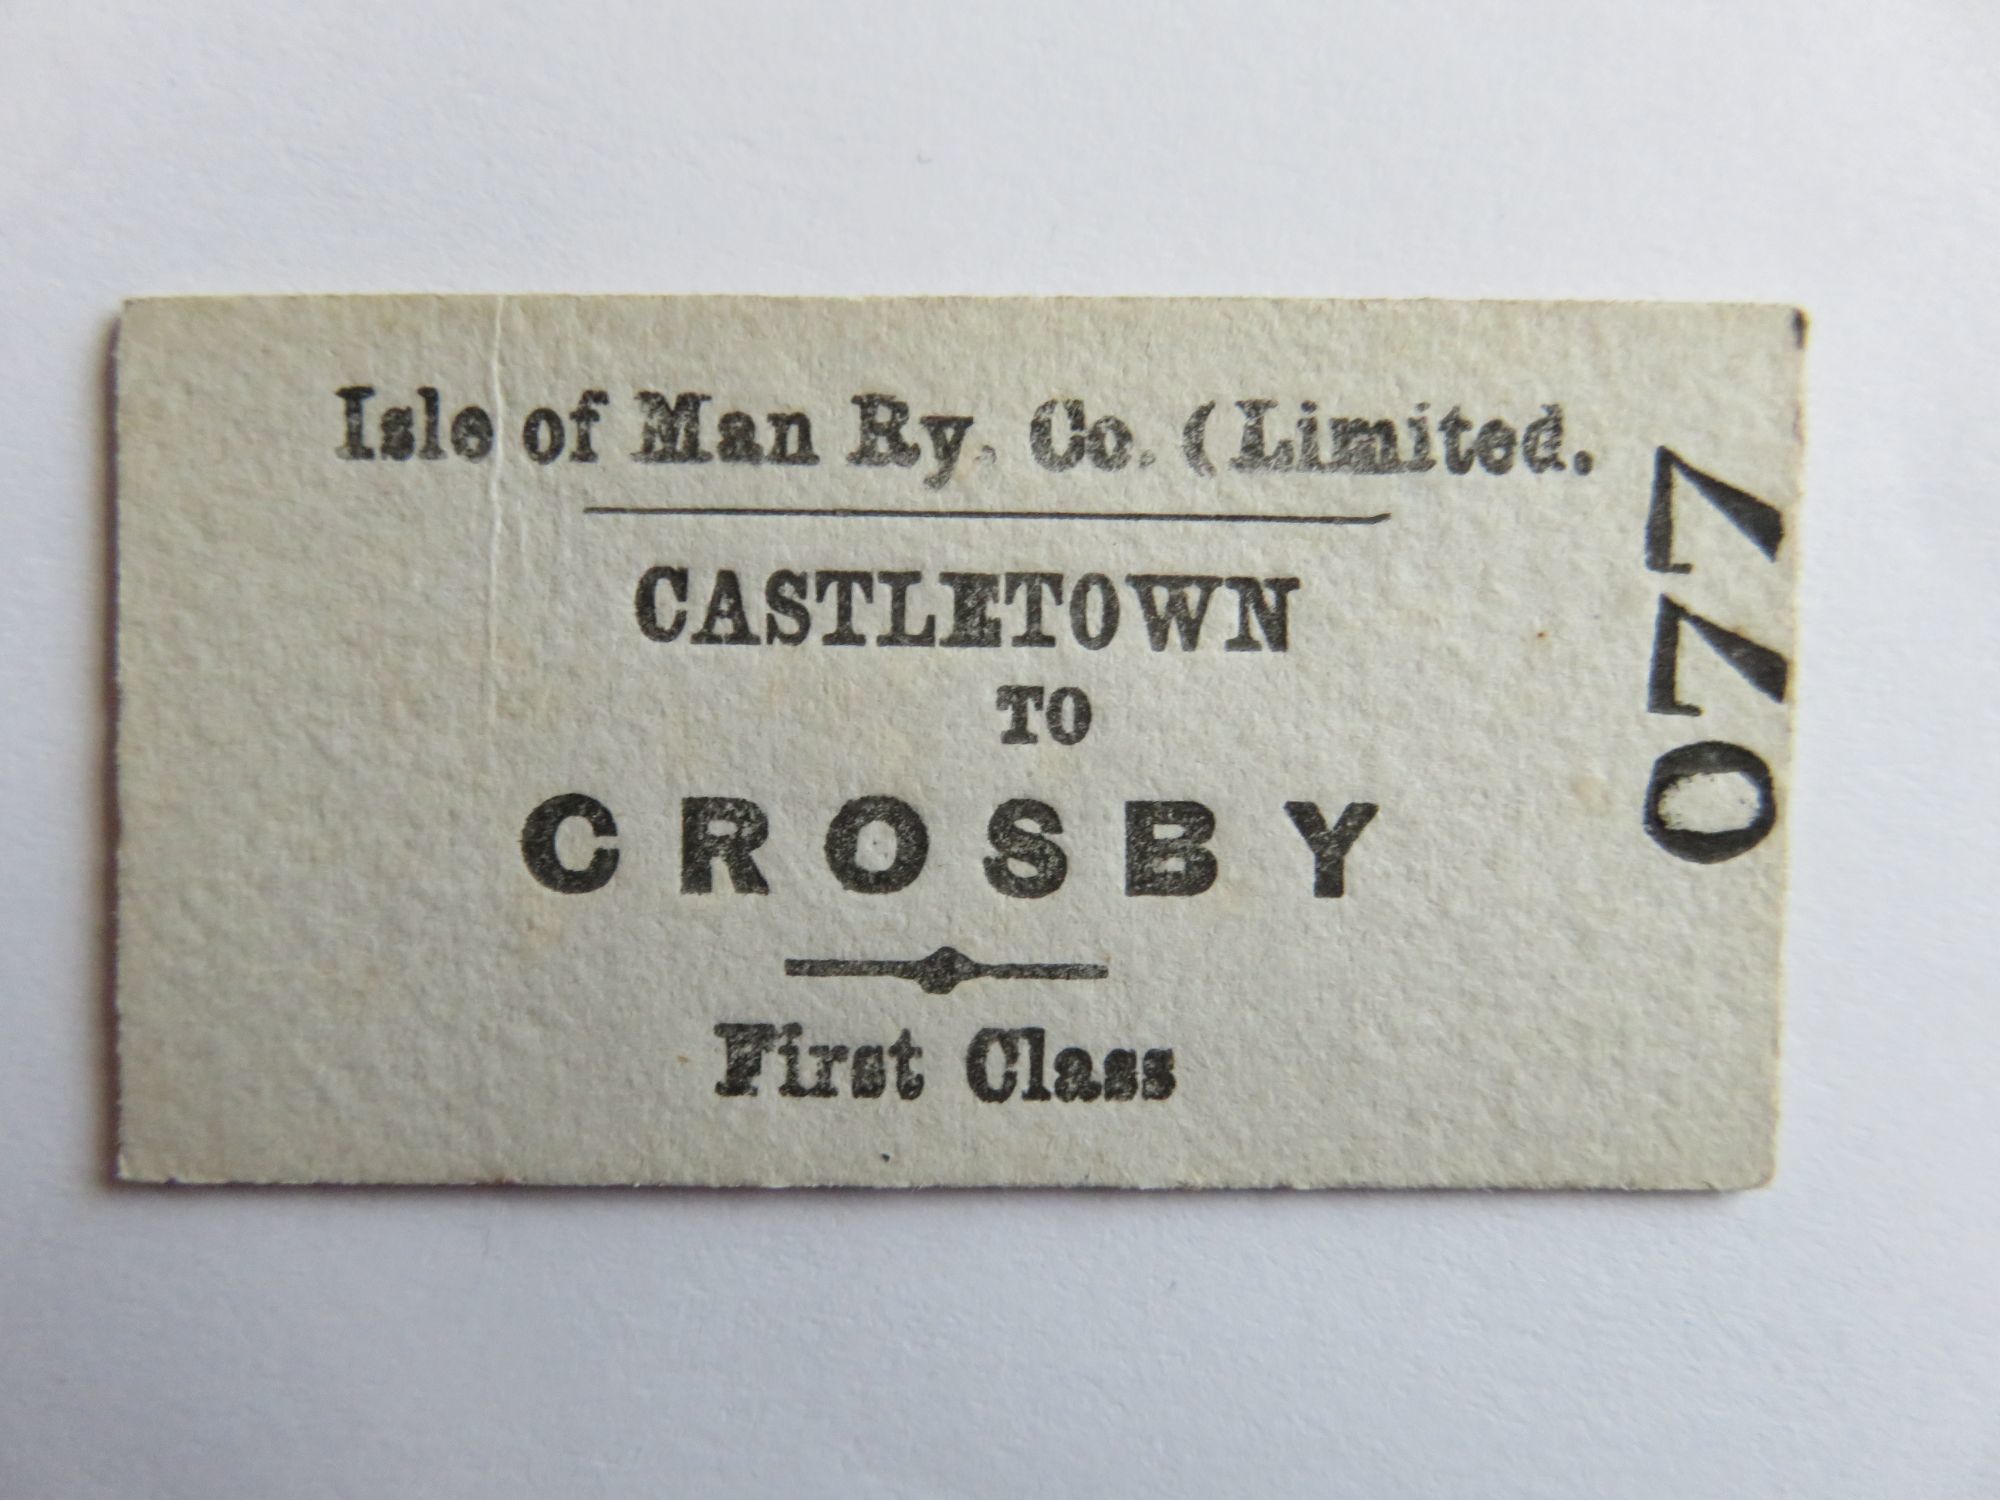 Isle of Man Ry. Co. (Limited.
CASTLETOWN
TO
CROSBY
First Class
077